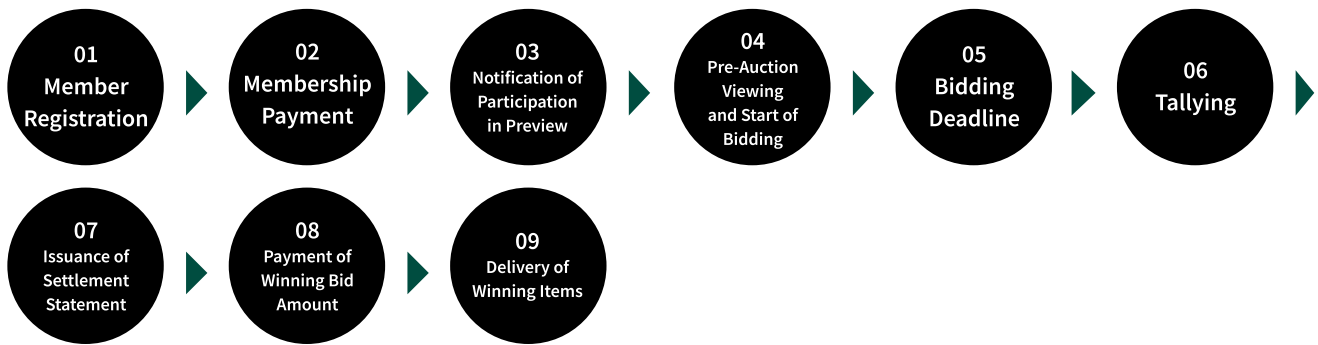 01
Member
Registration
02
Membership
Payment
03
Notification of
Participation
in Preview
04
Pre-Auction
Viewing
and Start of
Bidding
05
Bidding
Deadline
06
Tallying
07
Issuance of
Settlement
Statement
08
Payment of
Winning Bid
Amount
09
Delivery of
Winning Items